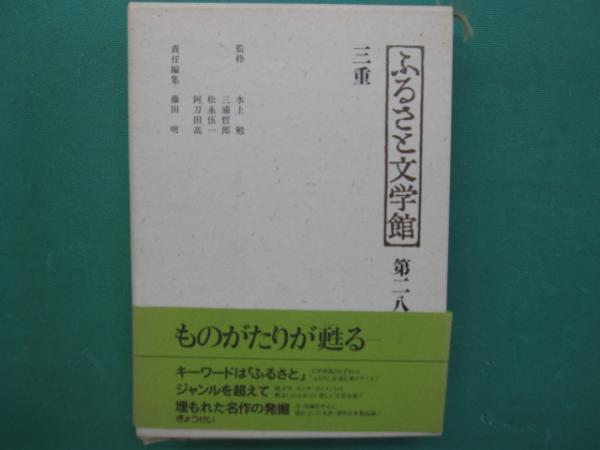 ふるさと文学館
第二八
三重
監修
水上 勉
三浦哲郎
松永伍一
阿刀田高
責任編集
藤田 明
ものがたりが甦る
キーワードは「ふるさと」
ジャンルを超えて
埋もれた名作の発掘
ぎょうせい